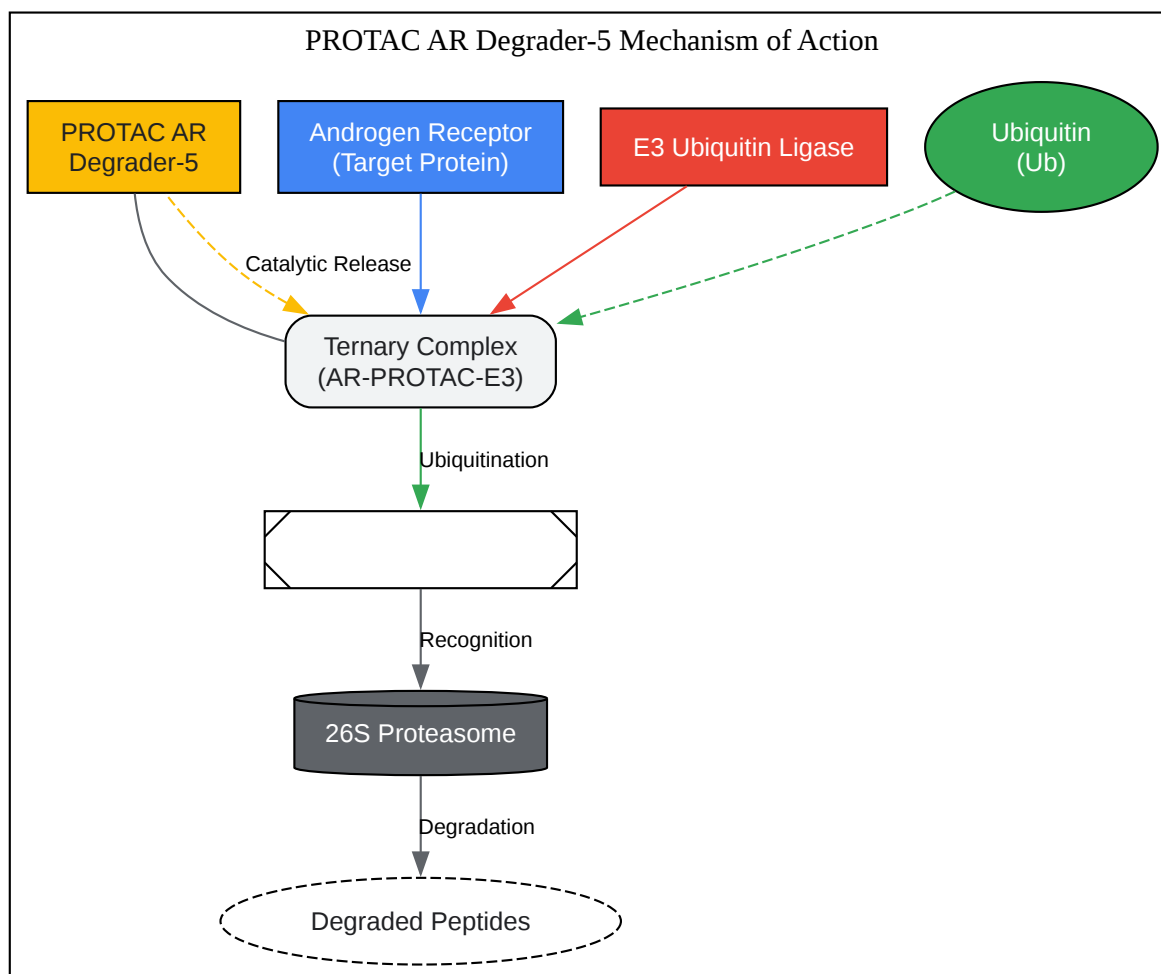 PROTAC AR Degrader-5 Mechanism of Action
PROTAC AR
Degrader-5
Androgen Receptor
(Target Protein)
E3 Ubiquitin Ligase
Ubiquitin
(Ub)
Catalytic Release
Ternary Complex
(AR-PROTAC-E3)
Ubiquitination
Recognition
26S Proteasome
Degradation
Degraded Peptides